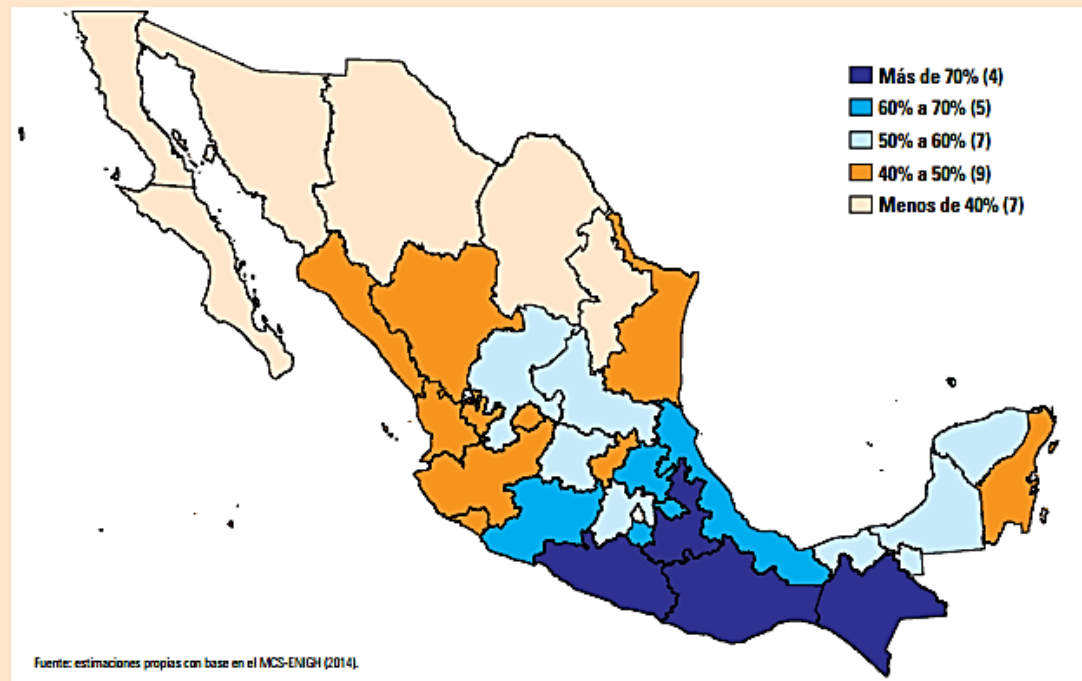 Más de 70% (4)
60% a 70% (5)
50% a 60% (7)
40% a 50% (9)
Menos de 40% (7)
Fuente: estimaciones propias con base en el MCS-ENIGH (2014).